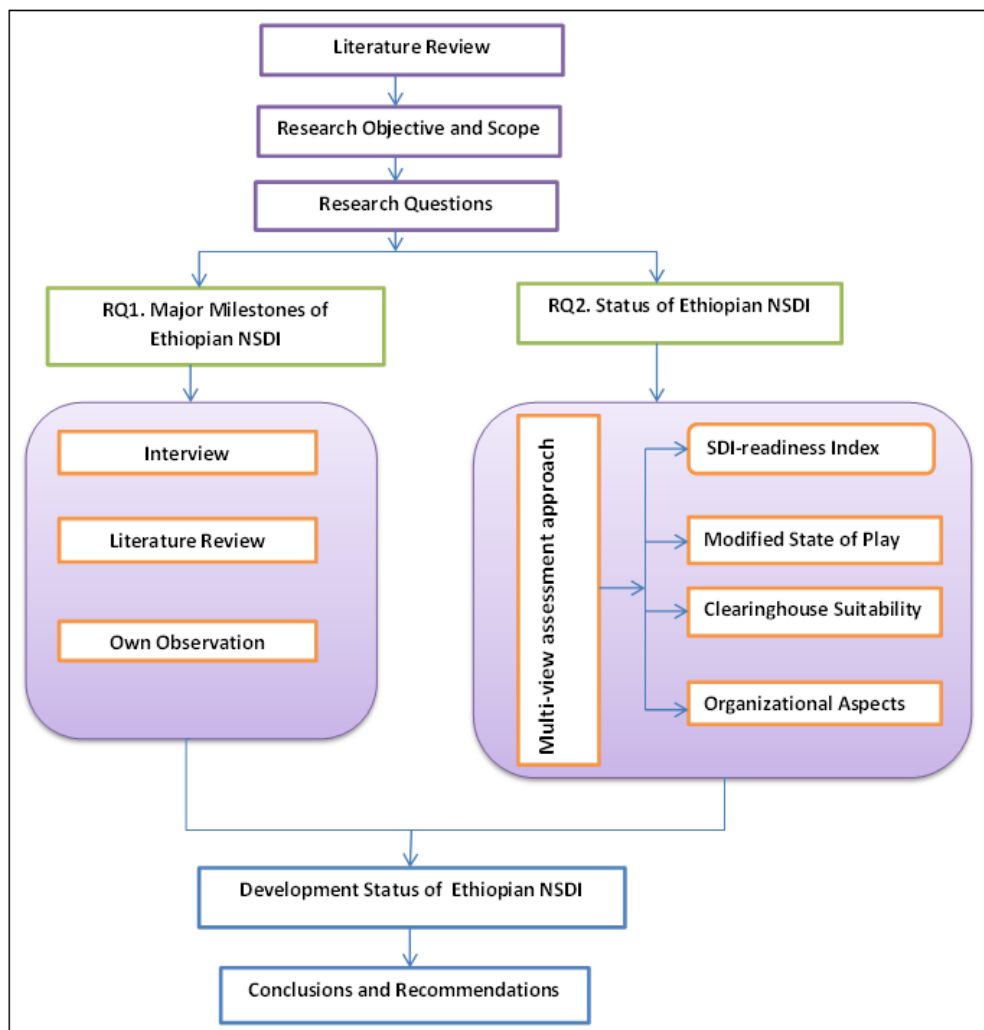 Literature Review
Research Objective and Scope
Research Questions
RQ1. Major Milestones of
Ethiopian NSDI
RQ2. Status of Ethiopian NSDI
Interview
Literature Review
Own Observation
Multi-view assessment approach
SDI-readiness Index
Modified State of Play
Clearinghouse Suitability
Organizational Aspects
Development Status of Ethiopian NSDI
Conclusions and Recommendations